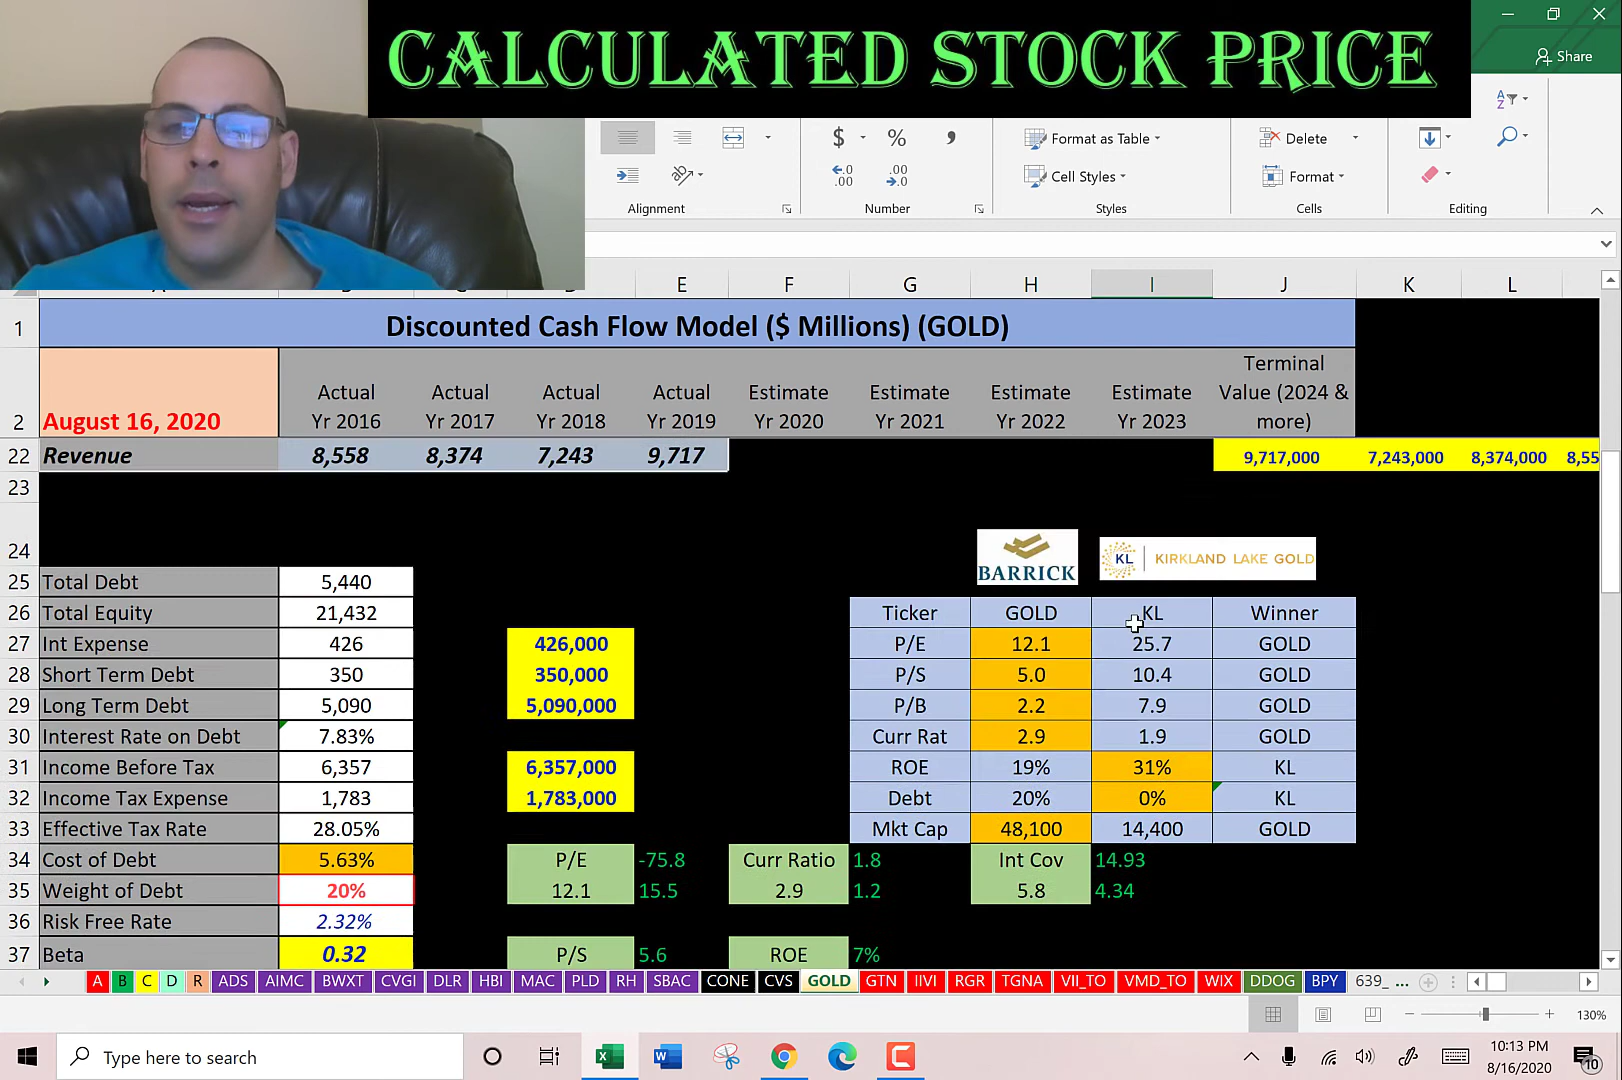 CALCULATED STOCK PRICE
Share
$ % ,
Format as Table
Delete
Cell Styles
Format
Alignment
Number
Styles
Cells
Editing
E F G H I J K L
1 Discounted Cash Flow Model ($ Millions) (GOLD)
2 August 16, 2020 Actual Yr 2016 Actual Yr 2017 Actual Yr 2018 Actual Yr 2019 Estimate Yr 2020 Estimate Yr 2021 Estimate Yr 2022 Estimate Yr 2023 Terminal Value (2024 & more)
22 Revenue 8,558 8,374 7,243 9,717 9,717,000 7,243,000 8,374,000 8,55
23
24 BARRICK KL KIRKLAND LAKE GOLD
25 Total Debt 5,440
26 Total Equity 21,432 Ticker GOLD KL Winner
27 Int Expense 426 426,000 P/E 12.1 25.7 GOLD
28 Short Term Debt 350 350,000 P/S 5.0 10.4 GOLD
29 Long Term Debt 5,090 5,090,000 P/B 2.2 7.9 GOLD
30 Interest Rate on Debt 7.83% Curr Rat 2.9 1.9 GOLD
31 Income Before Tax 6,357 6,357,000 ROE 19% 31% KL
32 Income Tax Expense 1,783 1,783,000 Debt 20% 0% KL
33 Effective Tax Rate 28.05% Mkt Cap 48,100 14,400 GOLD
34 Cost of Debt 5.63% P/E -75.8 Curr Ratio 1.8 Int Cov 14.93
35 Weight of Debt 20% 12.1 15.5 2.9 1.2 5.8 4.34
36 Risk Free Rate 2.32%
37 Beta 0.32 P/S 5.6 ROE 7%
A B C D R ADS AIMC BWXT CVGI DLR HBI MAC PLD RH SBAC CONE CVS GOLD GTN IIVI RGR TGNA VII_TO VMD_TO WIX DDOG BPY 639_ ...
130%
Type here to search
10:13 PM
8/16/2020
10